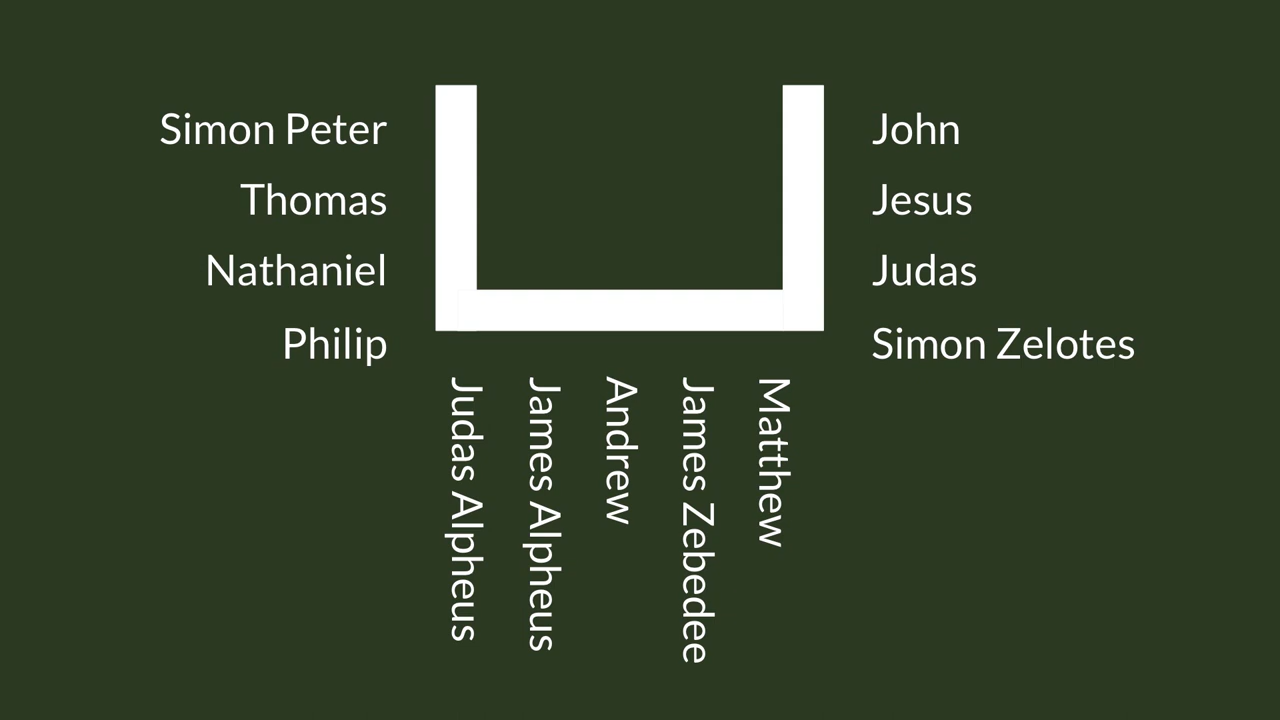 Simon Peter
Thomas
Nathaniel
Philip
Judas Alpheus
James Alpheus
Andrew
James Zebedee
Matthew
John
Jesus
Judas
Simon Zelotes